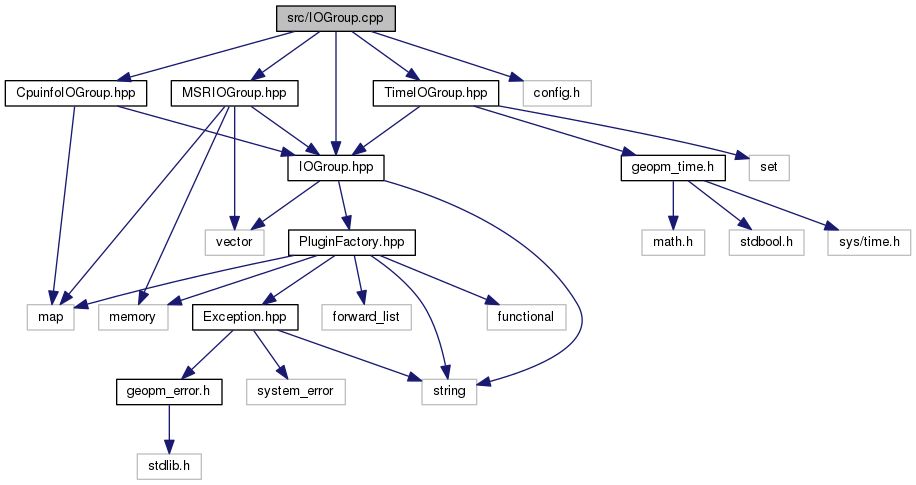 src/IOGroup.cpp
CpuinfoIOGroup.hpp
MSRIOGroup.hpp
TimeIOGroup.hpp
config.h
IOGroup.hpp
geopm_time.h
set
vector
PluginFactory.hpp
math.h
stdbool.h
sys/time.h
map
memory
Exception.hpp
forward_list
functional
geopm_error.h
system_error
string
stdlib.h